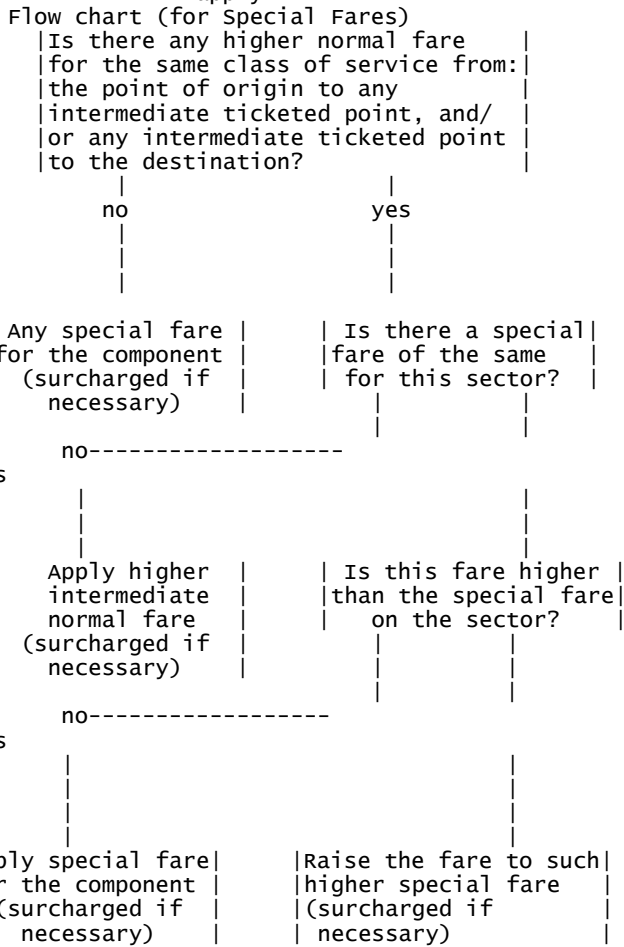 Flow chart (for Special Fares)
|Is there any higher normal fare |
|for the same class of service from:|
|the point of origin to any |
|intermediate ticketed point, and/ |
|or any intermediate ticketed point |
|to the destination? |
| |
no yes
| |
| |
| |
Any special fare | | Is there a special|
for the component | |fare of the same |
(surcharged if | | for this sector? |
necessary) | | |
| |
no-------------------
s
| |
| |
| |
Apply higher | | Is this fare higher |
intermediate | |than the special fare|
normal fare | | on the sector? |
(surcharged if | | |
necessary) | | |
| |
no------------------
s
| |
| |
| |
| |
ply special fare| |Raise the fare to such|
r the component | |higher special fare |
(surcharged if | |(surcharged if |
necessary) | | necessary) |